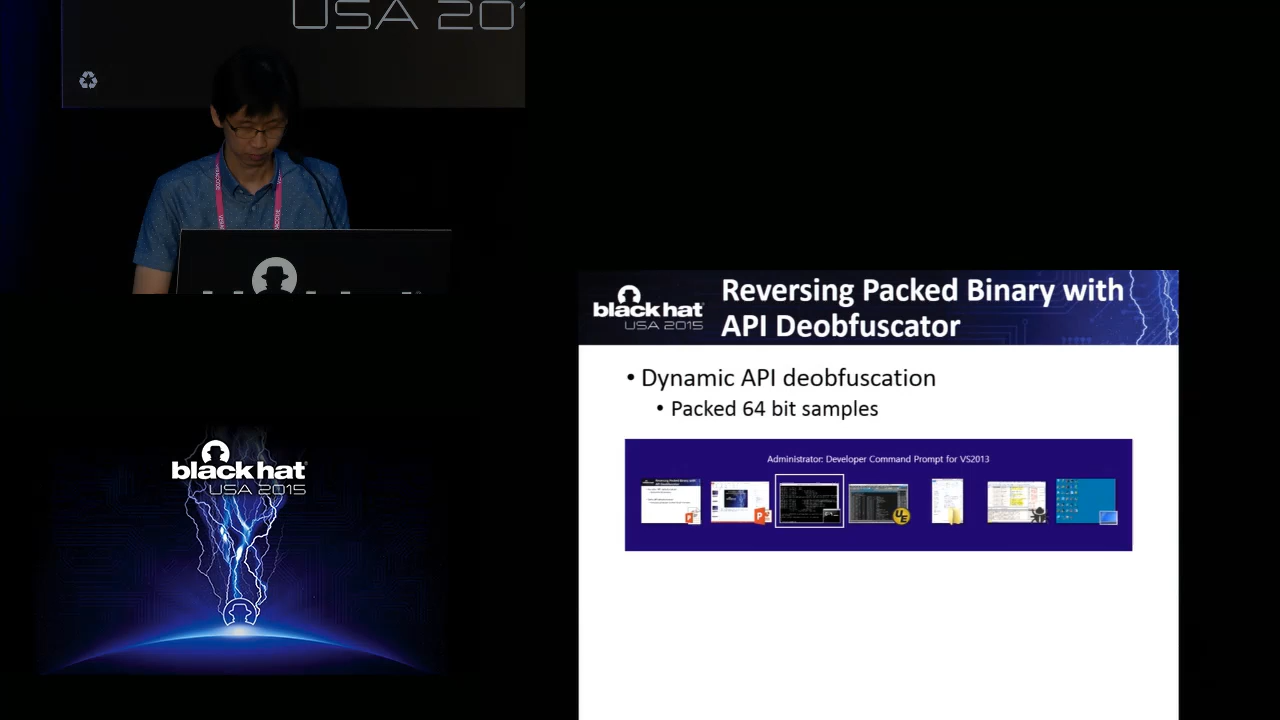 USA 20
black hat
USA 2015
Reversing Packed Binary with
API Deobfuscator
• Dynamic API deobfuscation
• Packed 64 bit samples
Administrator: Developer Command Prompt for VS2013
black hat
USA 2015